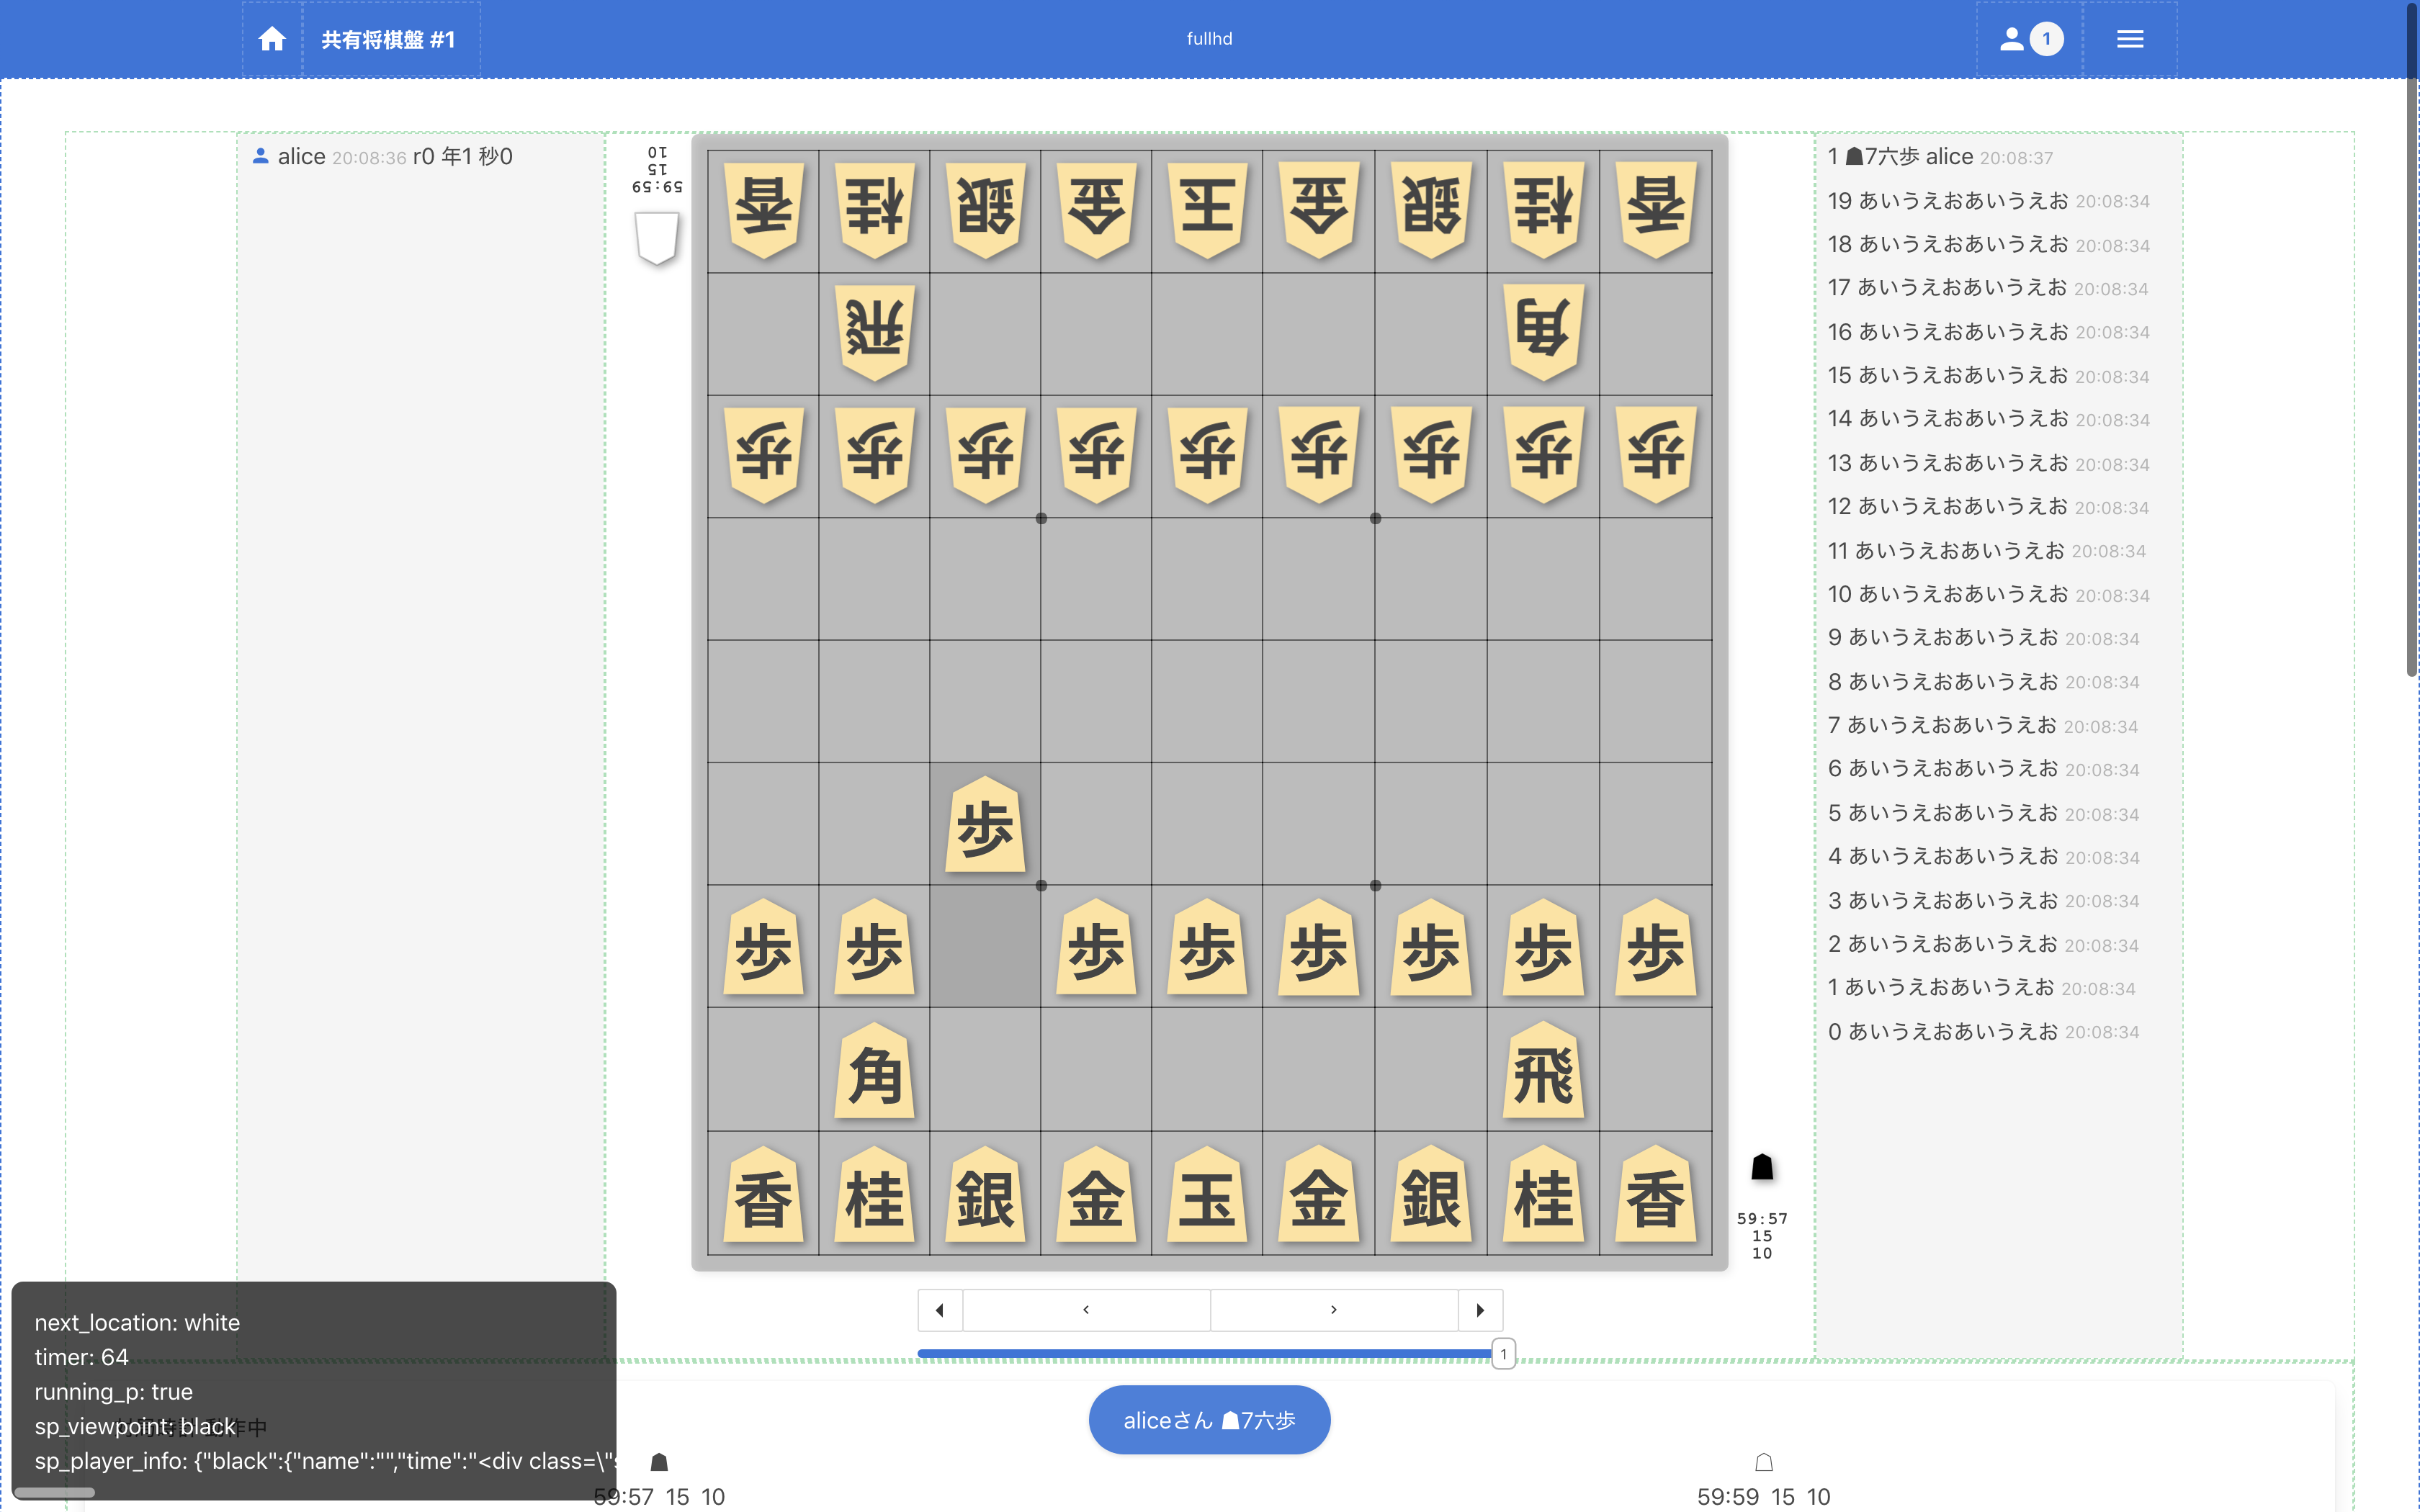 共有将棋盤 #1
fullhd
1
alice 20:08:36 r0 年1 秒0
10
15
59:59
香 桂 銀 金 玉 金 銀 桂 香
飛 角
歩 歩 歩 歩 歩 歩 歩 歩 歩
歩
歩 歩 歩 歩 歩 歩 歩 歩
角 飛
香 桂 銀 金 玉 金 銀 桂 香
59:57
15
10
1
1 ☗7六歩 alice 20:08:37
19 あいうえおあいうえお 20:08:34
18 あいうえおあいうえお 20:08:34
17 あいうえおあいうえお 20:08:34
16 あいうえおあいうえお 20:08:34
15 あいうえおあいうえお 20:08:34
14 あいうえおあいうえお 20:08:34
13 あいうえおあいうえお 20:08:34
12 あいうえおあいうえお 20:08:34
11 あいうえおあいうえお 20:08:34
10 あいうえおあいうえお 20:08:34
9 あいうえおあいうえお 20:08:34
8 あいうえおあいうえお 20:08:34
7 あいうえおあいうえお 20:08:34
6 あいうえおあいうえお 20:08:34
5 あいうえおあいうえお 20:08:34
4 あいうえおあいうえお 20:08:34
3 あいうえおあいうえお 20:08:34
2 あいうえおあいうえお 20:08:34
1 あいうえおあいうえお 20:08:34
0 あいうえおあいうえお 20:08:34
next_location: white
timer: 64
running_p: true
sp_viewpoint: black
sp_player_info: {"black":{"name":"","time":"<div class=\"
aliceさん ☗7六歩
59:57 15 10
59:59 15 10